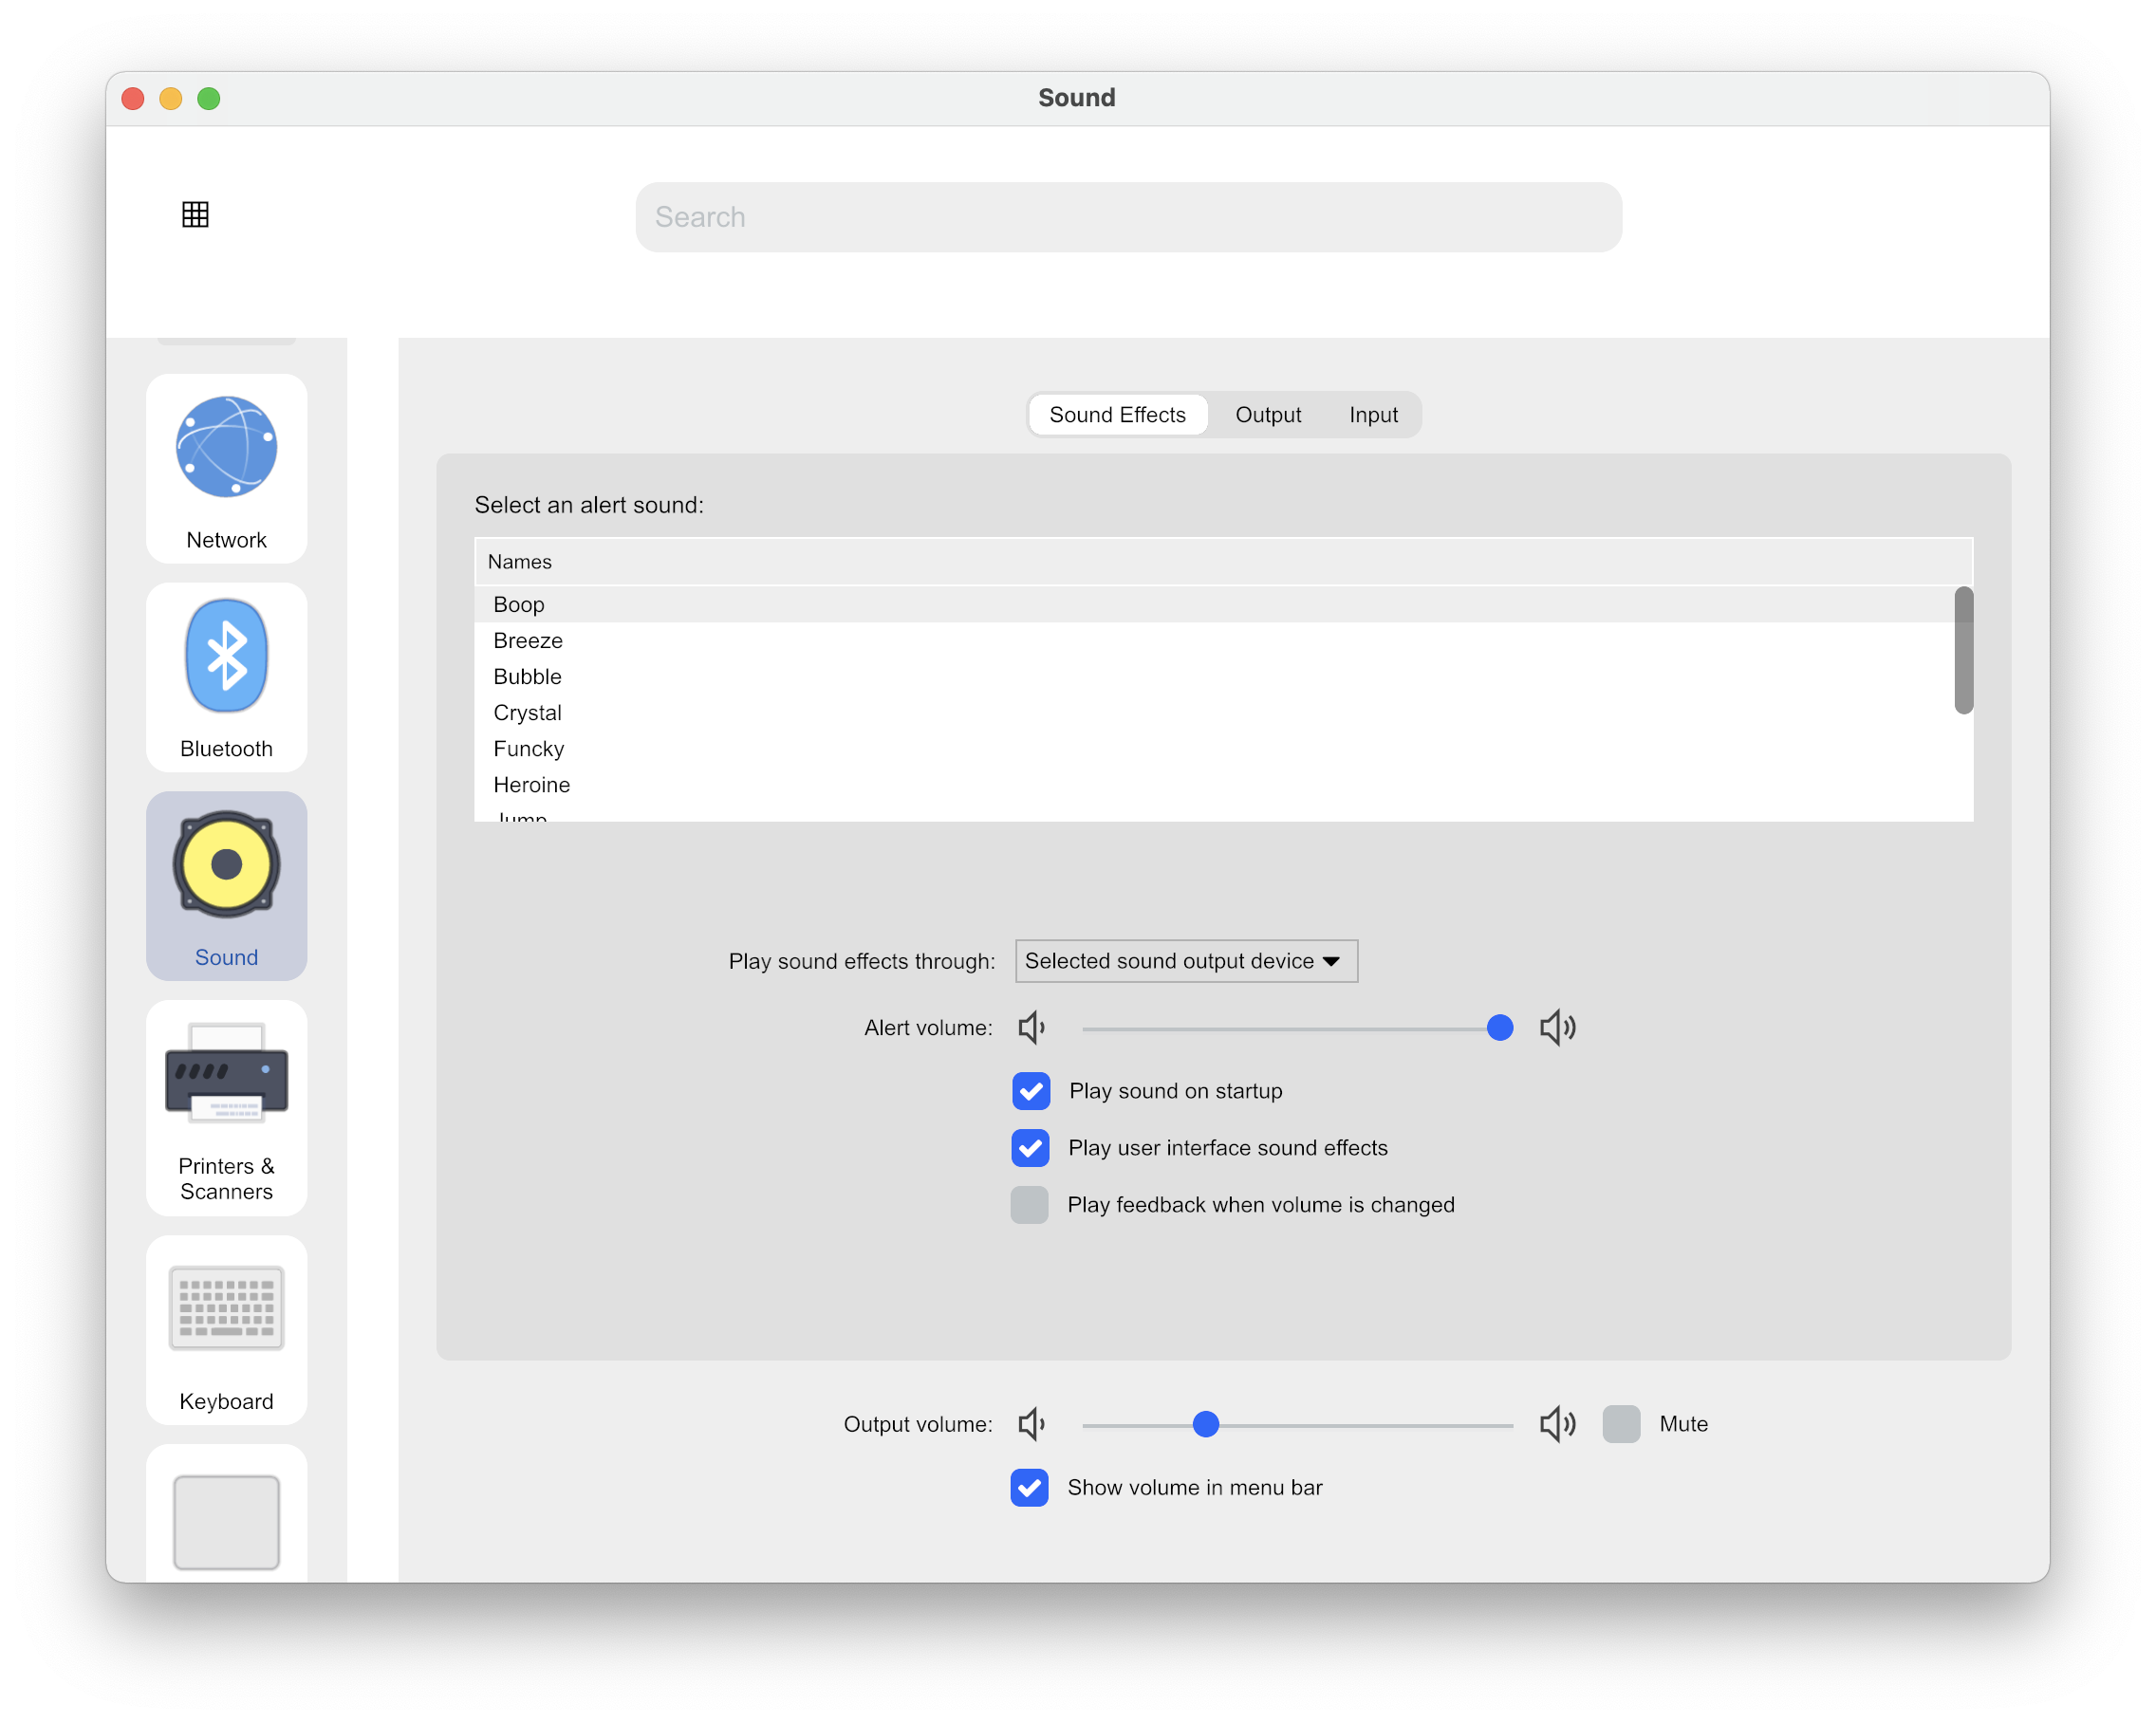 Sound
Search
Network
Bluetooth
Sound
Printers &
Scanners
Keyboard
Sound Effects Output Input
Select an alert sound:
Names
Boop
Breeze
Bubble
Crystal
Funcky
Heroine
Jump
Play sound effects through: Selected sound output device
Alert volume:
Play sound on startup
Play user interface sound effects
Play feedback when volume is changed
Output volume: Mute
Show volume in menu bar